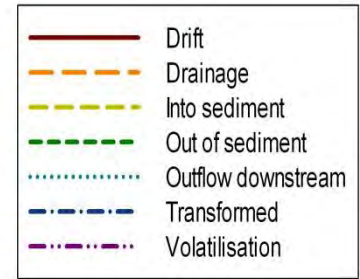 Drift
Drainage
Into sediment
Out of sediment
Outflow downstream
Transformed
Volatilisation